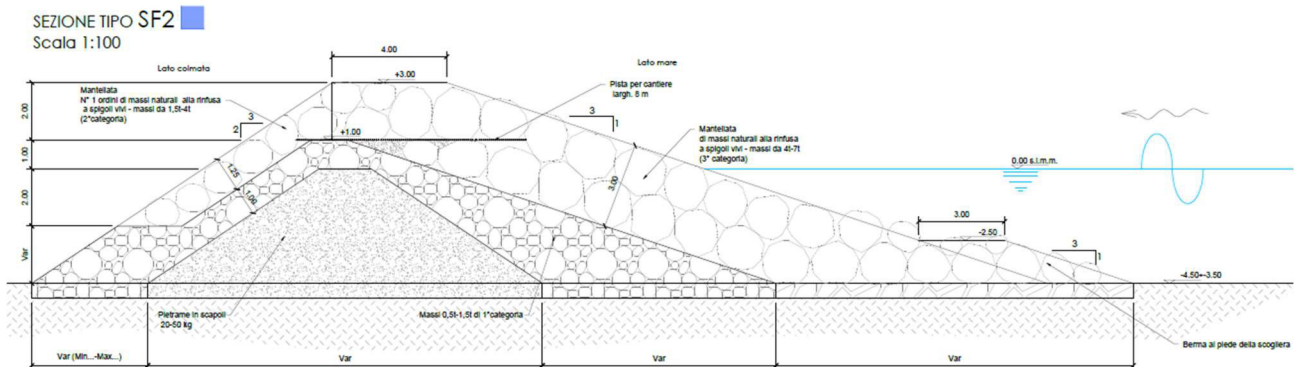 SEZIONE TIPO SF2
Scala 1:100
4.00
Lato colmata
Lato mare
+3.00
Mantellata
N° 1 ordini di massi naturali alla rinfusa
a spigoli vivi - massi da 1,5t-4t
(2°categoria)
Pista per cantiere
largh. 8 m
2.00
3
2
3
1
+1.00
Mantellata
di massi naturali alla rinfusa
a spigoli vivi - massi da 4t-7t
(3° categoria)
1.00
0.00 s.l.m.m.
1.25
1.00
3.00
2.00
3.00
-2.50
3
1
Var
-4.50÷-3.50
Pietrame in scapoli
20-50 kg
Massi 0,5t-1,5t di 1°categoria
Berma al piede della scogliera
Var (Min...-Max...)
Var
Var
Var